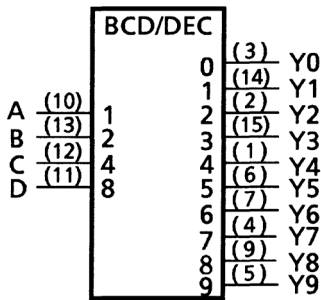 BCD/DEC
0 (3) Y0
1 (14) Y1
2 (2) Y2
3 (15) Y3
4 (1) Y4
5 (6) Y5
6 (7) Y6
7 (4) Y7
8 (9) Y8
9 (5) Y9
A (10) 1
B (13) 2
C (12) 4
D (11) 8